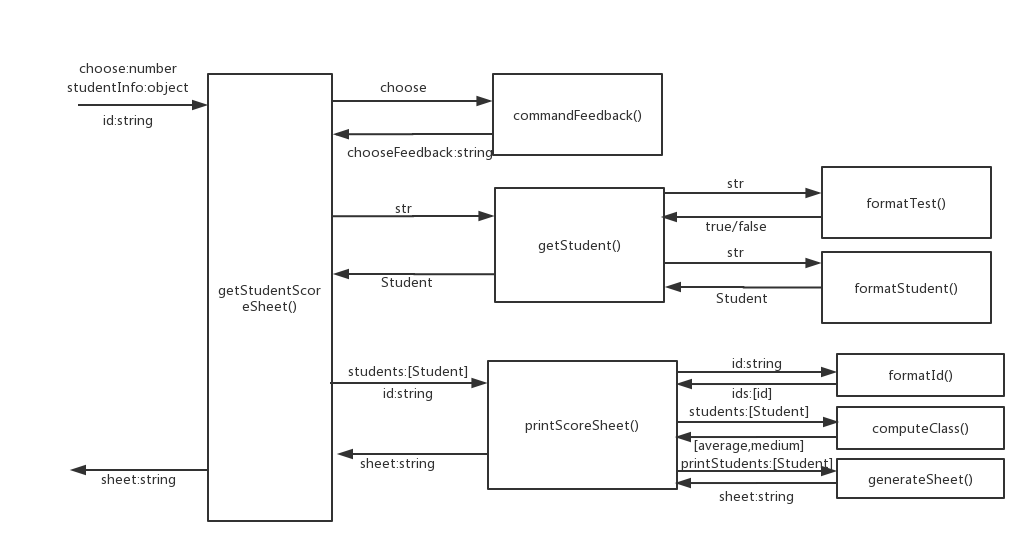 choose:number
studentInfo:object
id:string
getStudentScor
eSheet()
sheet:string
choose
chooseFeedback:string
commandFeedback()
str
Student
getStudent()
str
true/false
formatTest()
str
Student
formatStudent()
students:[Student]
id:string
sheet:string
printScoreSheet()
id:string
ids:[id]
formatId()
students:[Student]
[average,medium]
computeClass()
printStudents:[Student]
sheet:string
generateSheet()